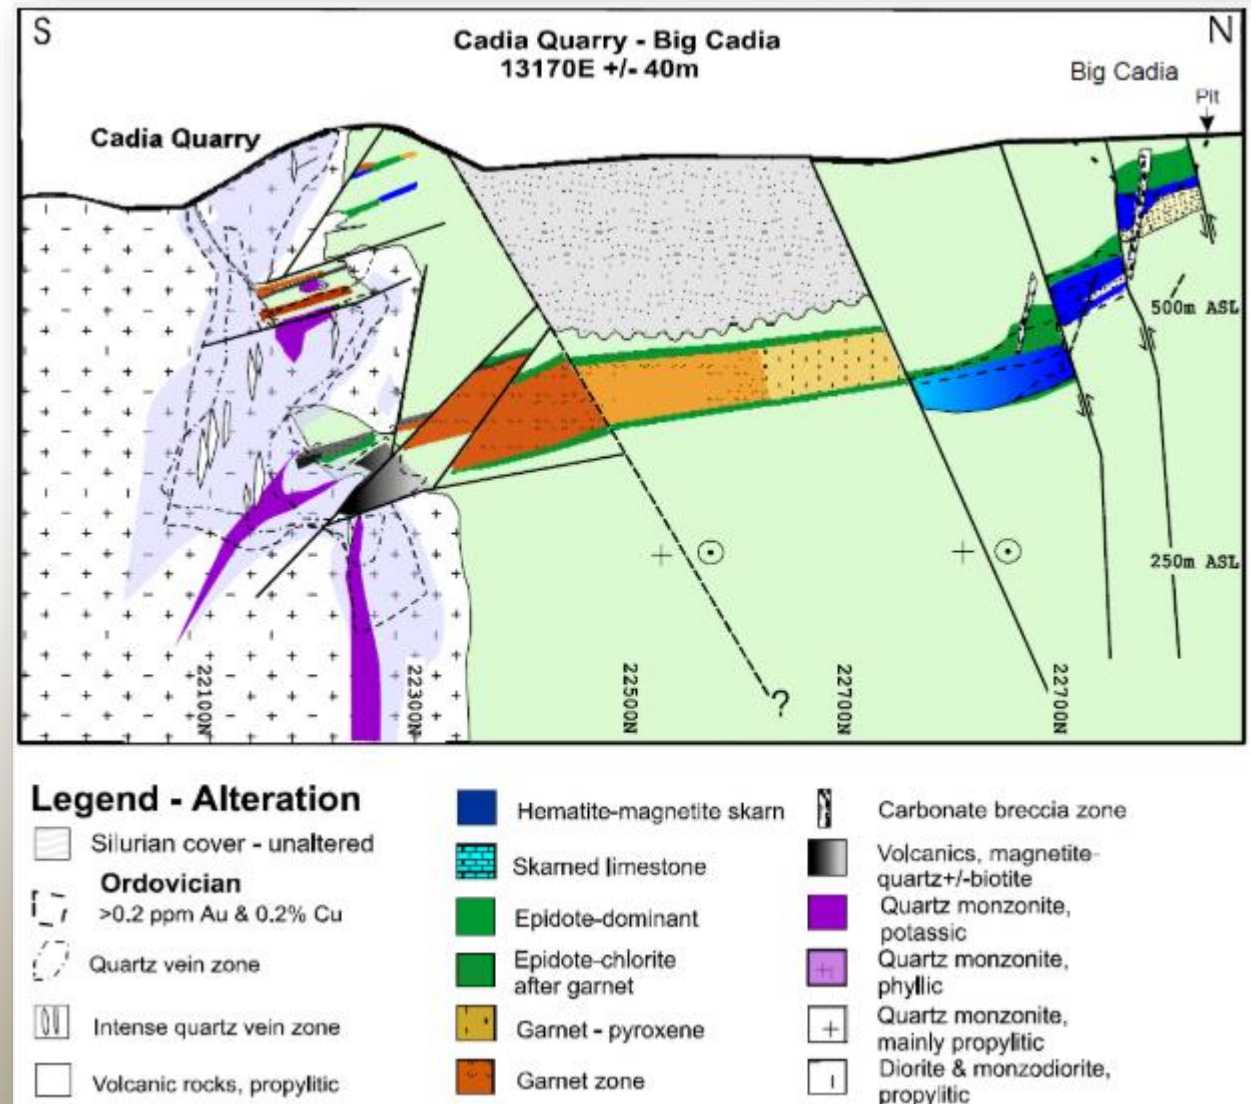 S
N
Cadia Quarry - Big Cadia
13170E +/- 40m
Big Cadia
Pit
Cadia Quarry
500m ASL
250m ASL
22100N
22300N
22500N
22700N
22700N
?
Legend - Alteration
Silurian cover - unaltered
Ordovician
>0.2 ppm Au & 0.2% Cu
Quartz vein zone
Intense quartz vein zone
Volcanic rocks, propylitic
Hematite-magnetite skarn
Skarned limestone
Epidote-dominant
Epidote-chlorite
after garnet
Garnet - pyroxene
Garnet zone
Carbonate breccia zone
Volcanics, magnetite-
quartz+/-biotite
Quartz monzonite,
potassic
Quartz monzonite,
phyllic
Quartz monzonite,
mainly propylitic
Diorite & monzodiorite,
propylitic